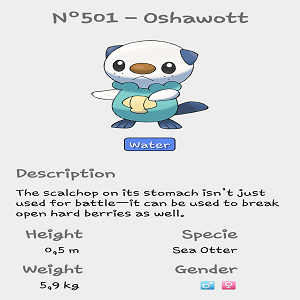 Nº501 – Oshawott
Water
Description
The scalchop on its stomach isn't just
used for battle—it can be used to break
open hard berries as well.
Height Specie
0,5 m Sea Otter
Weight Gender
5,9 kg ♂ ♀